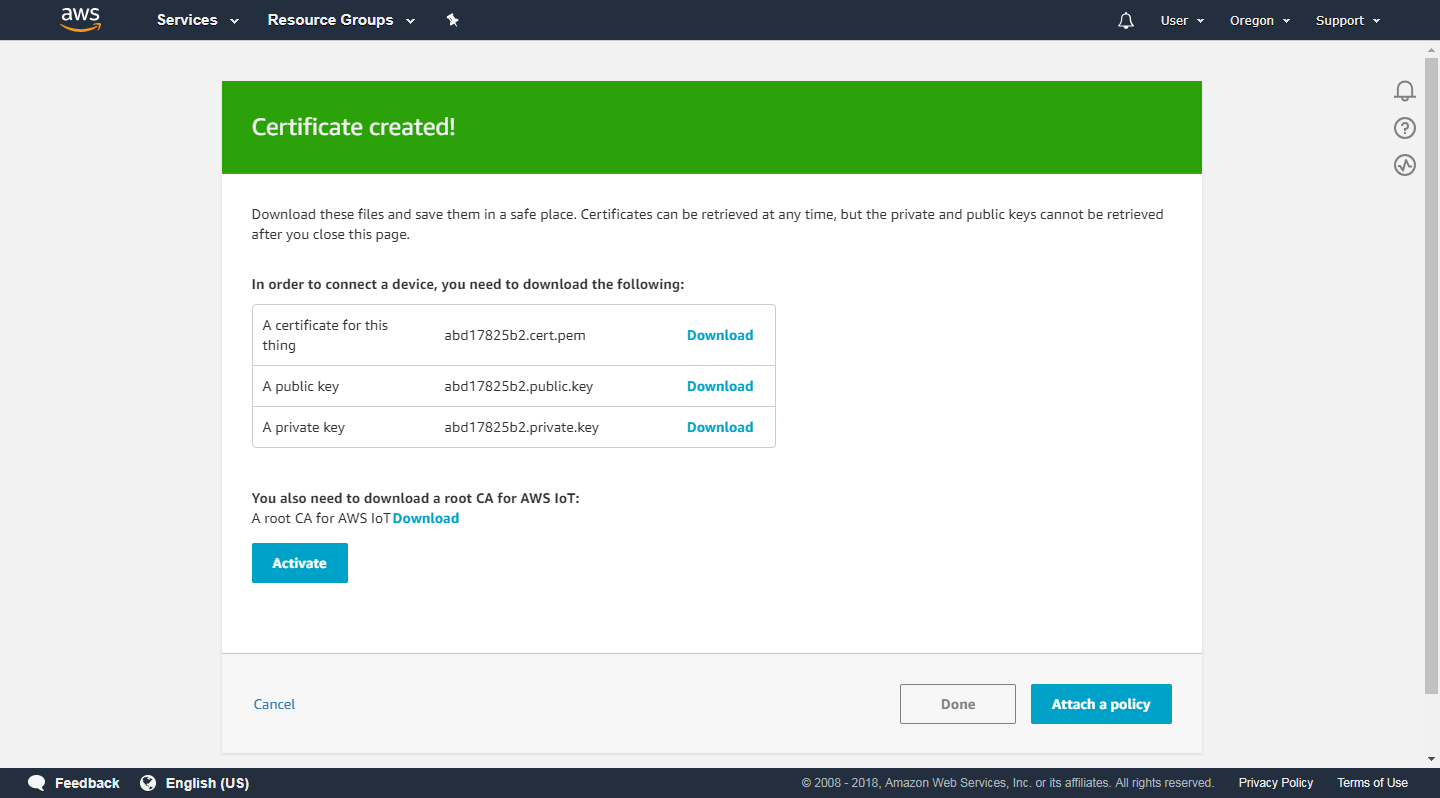 aws Services Resource Groups User Oregon Support
Certificate created!
Download these files and save them in a safe place. Certificates can be retrieved at any time, but the private and public keys cannot be retrieved
after you close this page.
In order to connect a device, you need to download the following:
A certificate for this
thing
abd17825b2.cert.pem Download
A public key abd17825b2.public.key Download
A private key abd17825b2.private.key Download
You also need to download a root CA for AWS IoT:
A root CA for AWS IoT Download
Activate
Cancel Done Attach a policy
Feedback English (US) © 2008 - 2018, Amazon Web Services, Inc. or its affiliates. All rights reserved. Privacy Policy Terms of Use